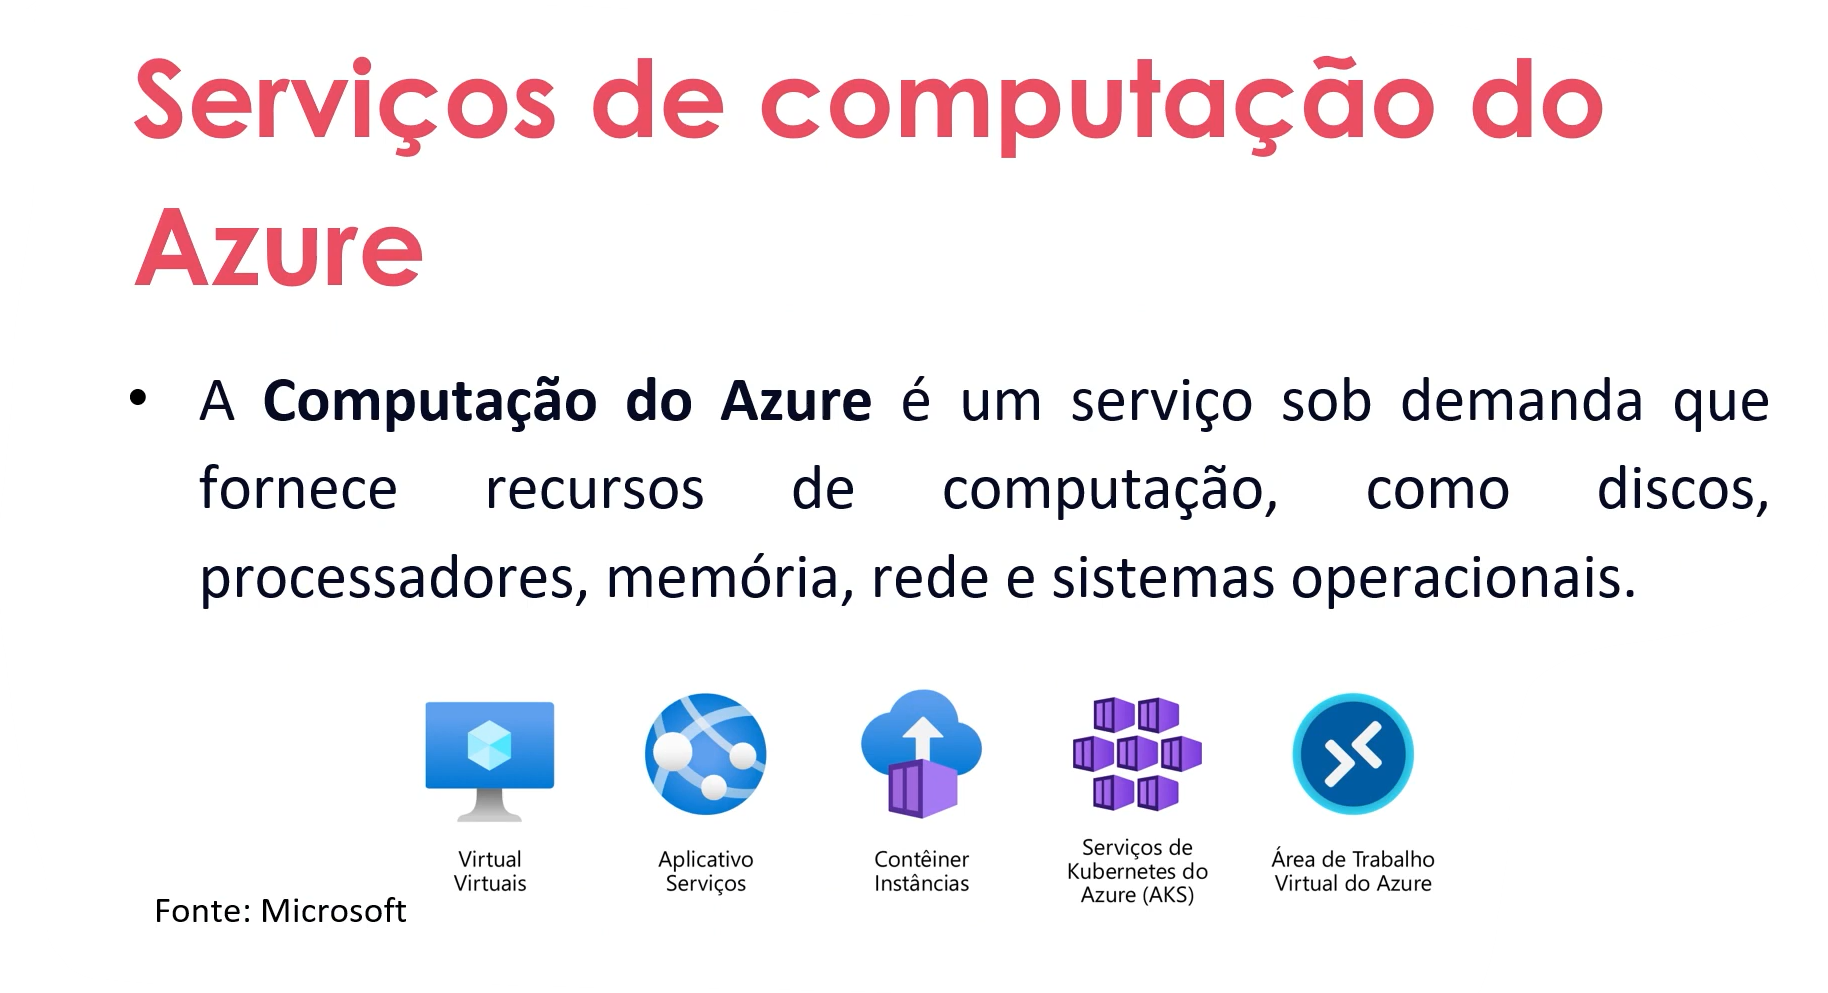 Serviços de computação do
Azure
• A Computação do Azure é um serviço sob demanda que
fornece recursos de computação, como discos,
processadores, memória, rede e sistemas operacionais.
Virtual
Virtuais
Aplicativo
Serviços
Contêiner
Instâncias
Serviços de
Kubernetes do
Azure (AKS)
Área de Trabalho
Virtual do Azure
Fonte: Microsoft